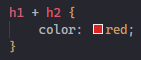 h1 + h2 {
    color: red;
}